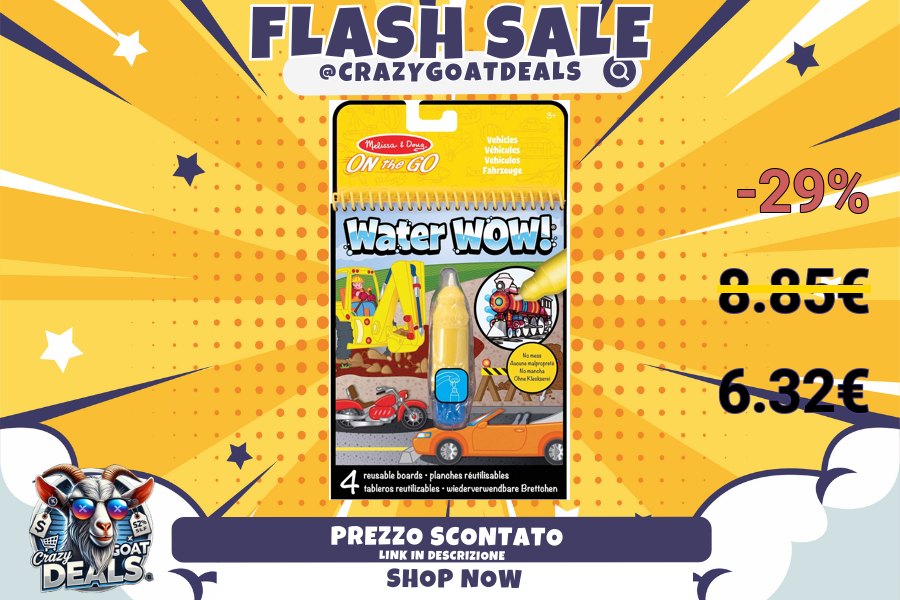 FLASH SALE
@CRAZYGOATDEALS
3+
Melissa & Doug
ON the GO
Vehicles
Véhicules
Vehículos
Fahrzeuge
-29%
Water WOW!
8.85€
No mess
Aucune malpropreté
No mancha
Ohne Kleckserei
6.32€
4 reusable boards • planches réutilisables
tableros reutilizables • wiederverwendbare Brettchen
$
52%
Crazy
GOAT
DEALS
PREZZO SCONTATO
LINK IN DESCRIZIONE
SHOP NOW